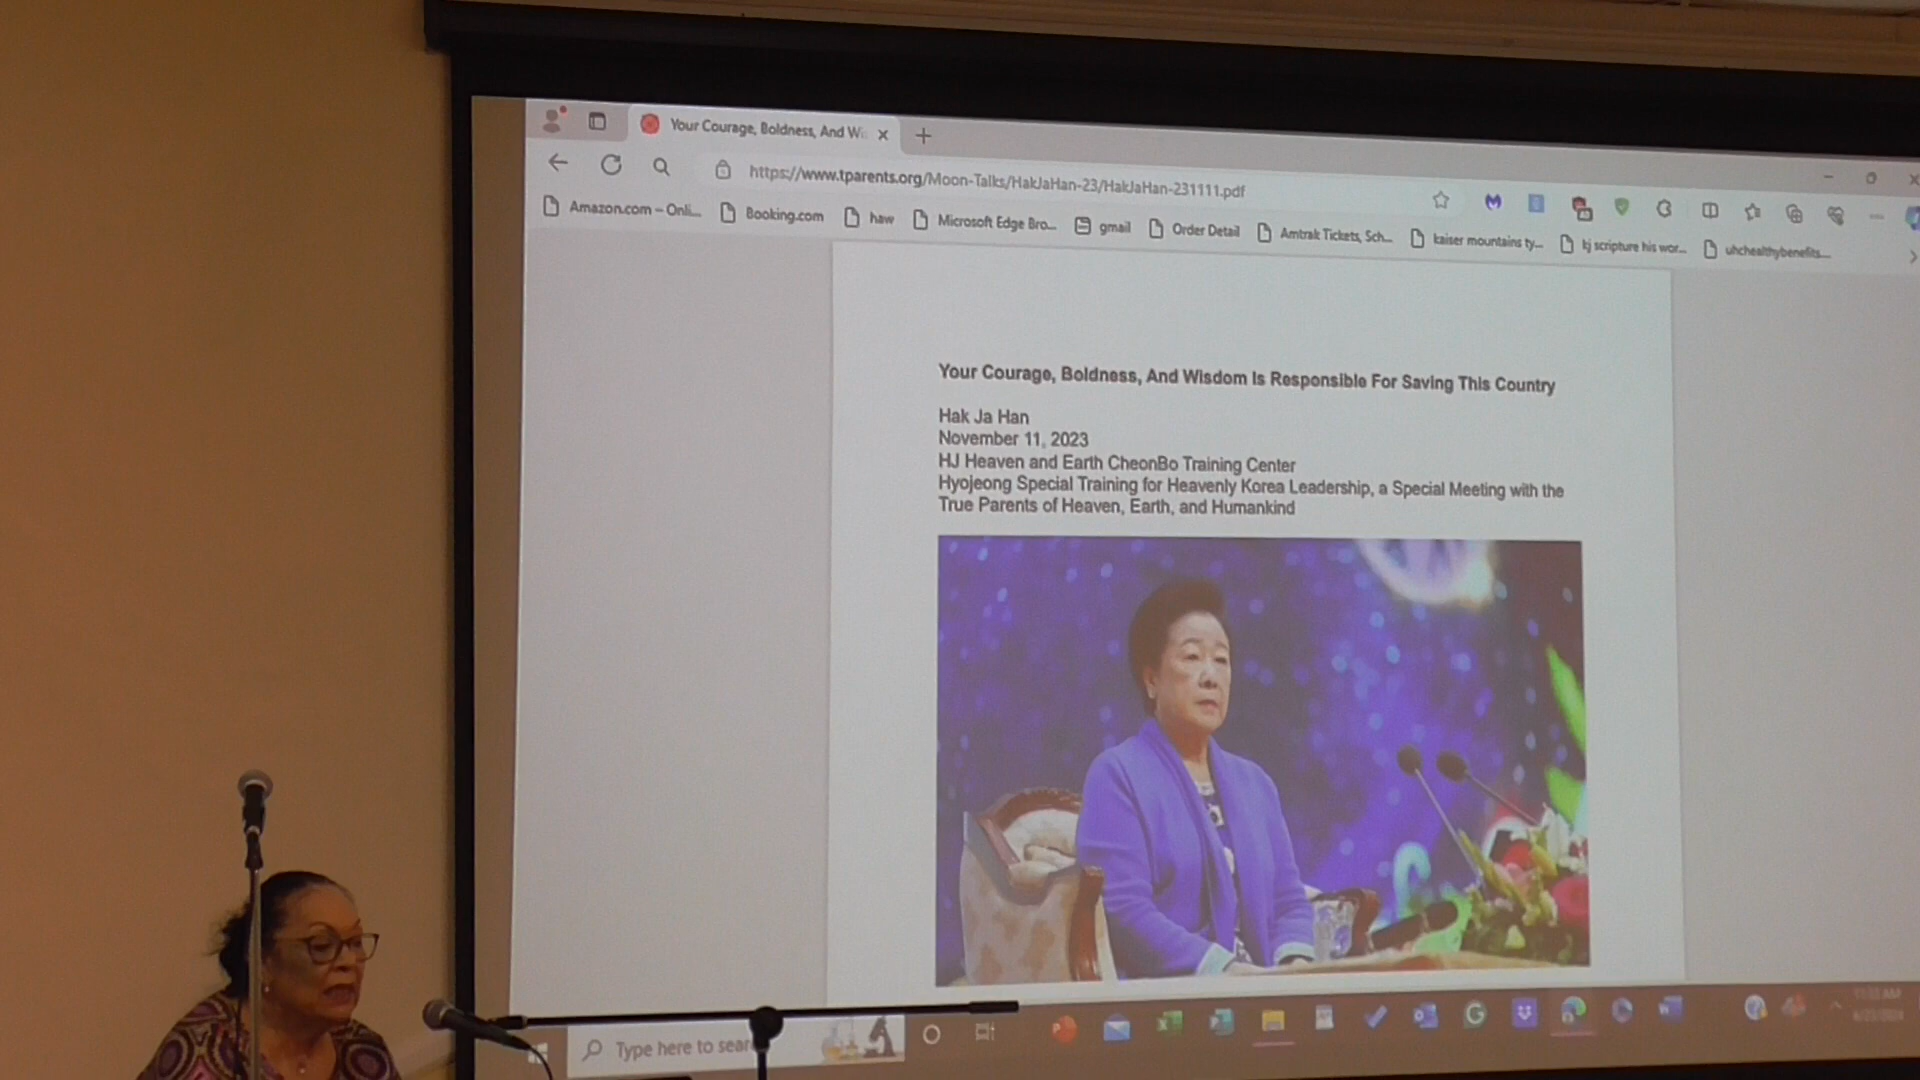 Your Courage, Boldness, And Wi
https://www.tparents.org/Moon-Talks/HakJaHan-23/HakJaHan-231111.pdf
Amazon.com – Onli... Booking.com haw Microsoft Edge Bro... gmail Order Detail Amtrak Tickets, Sch... kaiser mountains ty... kj scripture his wor... uhchealthybenefits...
Your Courage, Boldness, And Wisdom Is Responsible For Saving This Country
Hak Ja Han
November 11, 2023
HJ Heaven and Earth CheonBo Training Center
Hyojeong Special Training for Heavenly Korea Leadership, a Special Meeting with the
True Parents of Heaven, Earth, and Humankind
Type here to sear